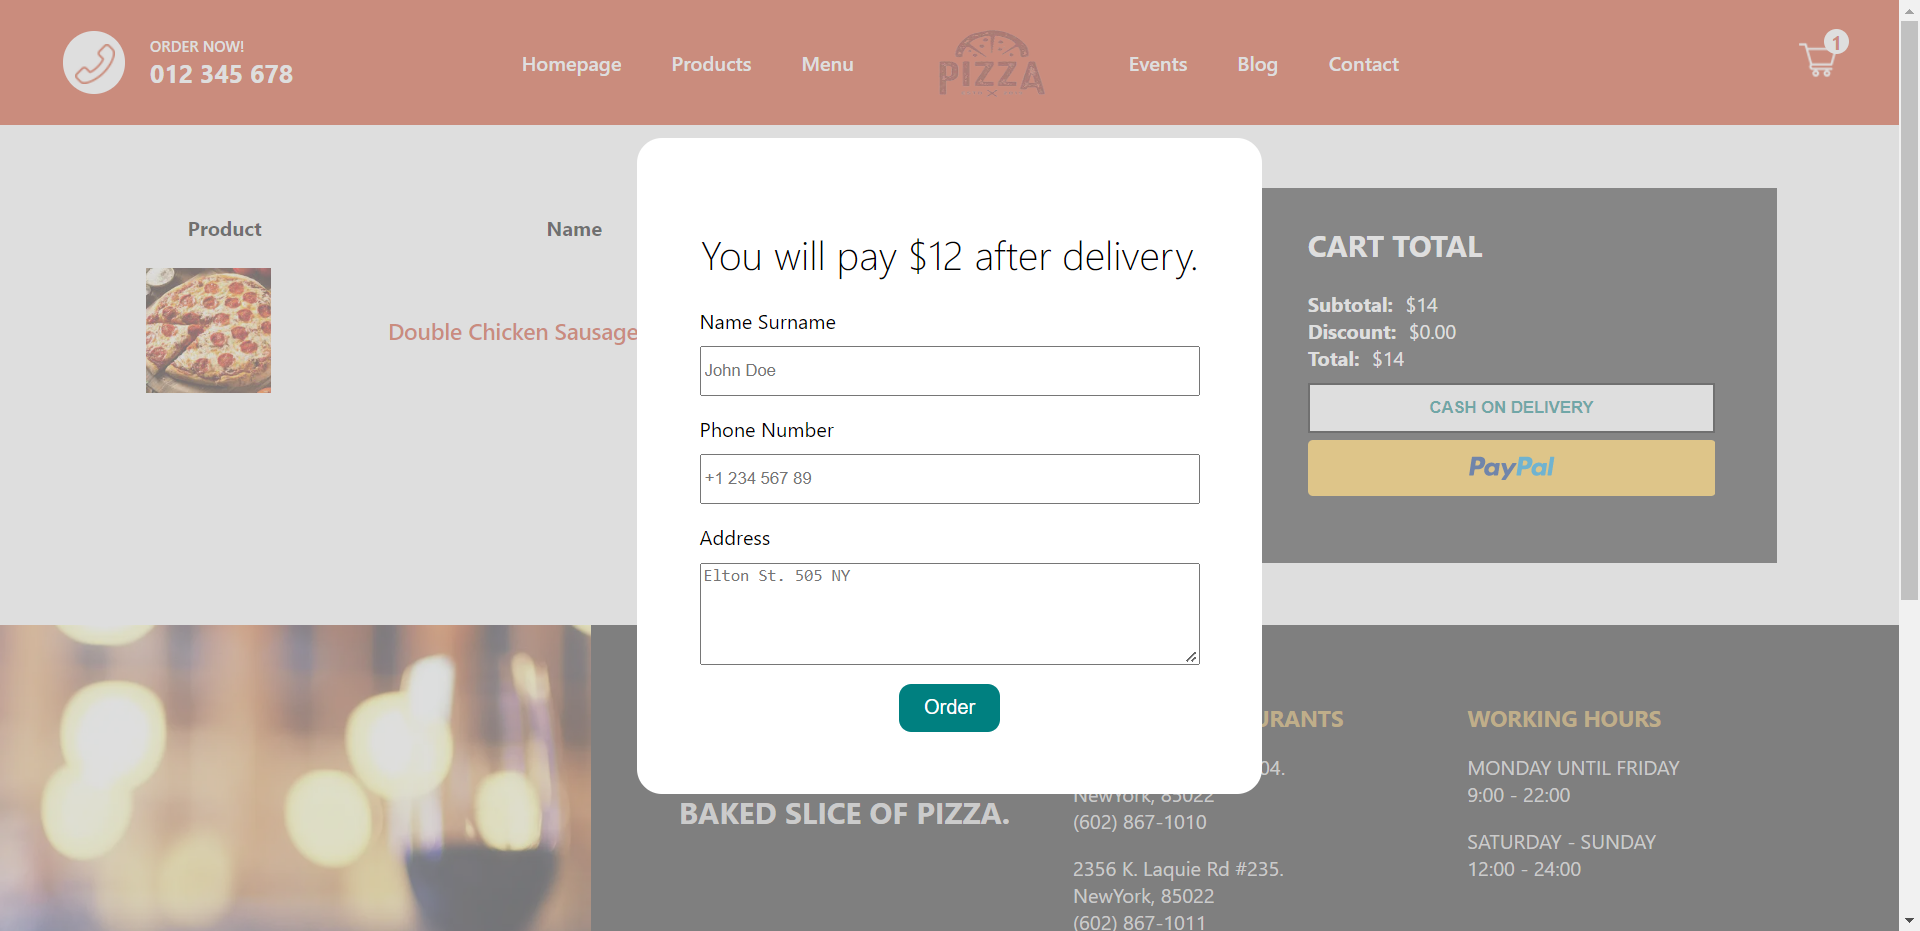 ORDER NOW!
012 345 678
Homepage
Products
Menu
PIZZA
Events
Blog
Contact
1
Product
Name
Double Chicken Sausage
You will pay $12 after delivery.
Name Surname
John Doe
Phone Number
+1 234 567 89
Address
Elton St. 505 NY
Order
CART TOTAL
Subtotal: $14
Discount: $0.00
Total: $14
CASH ON DELIVERY
PayPal
BAKED SLICE OF PIZZA.
URANTS
04.
NewYork, 85022
(602) 867-1010
2356 K. Laquie Rd #235.
NewYork, 85022
(602) 867-1011
WORKING HOURS
MONDAY UNTIL FRIDAY
9:00 - 22:00
SATURDAY - SUNDAY
12:00 - 24:00